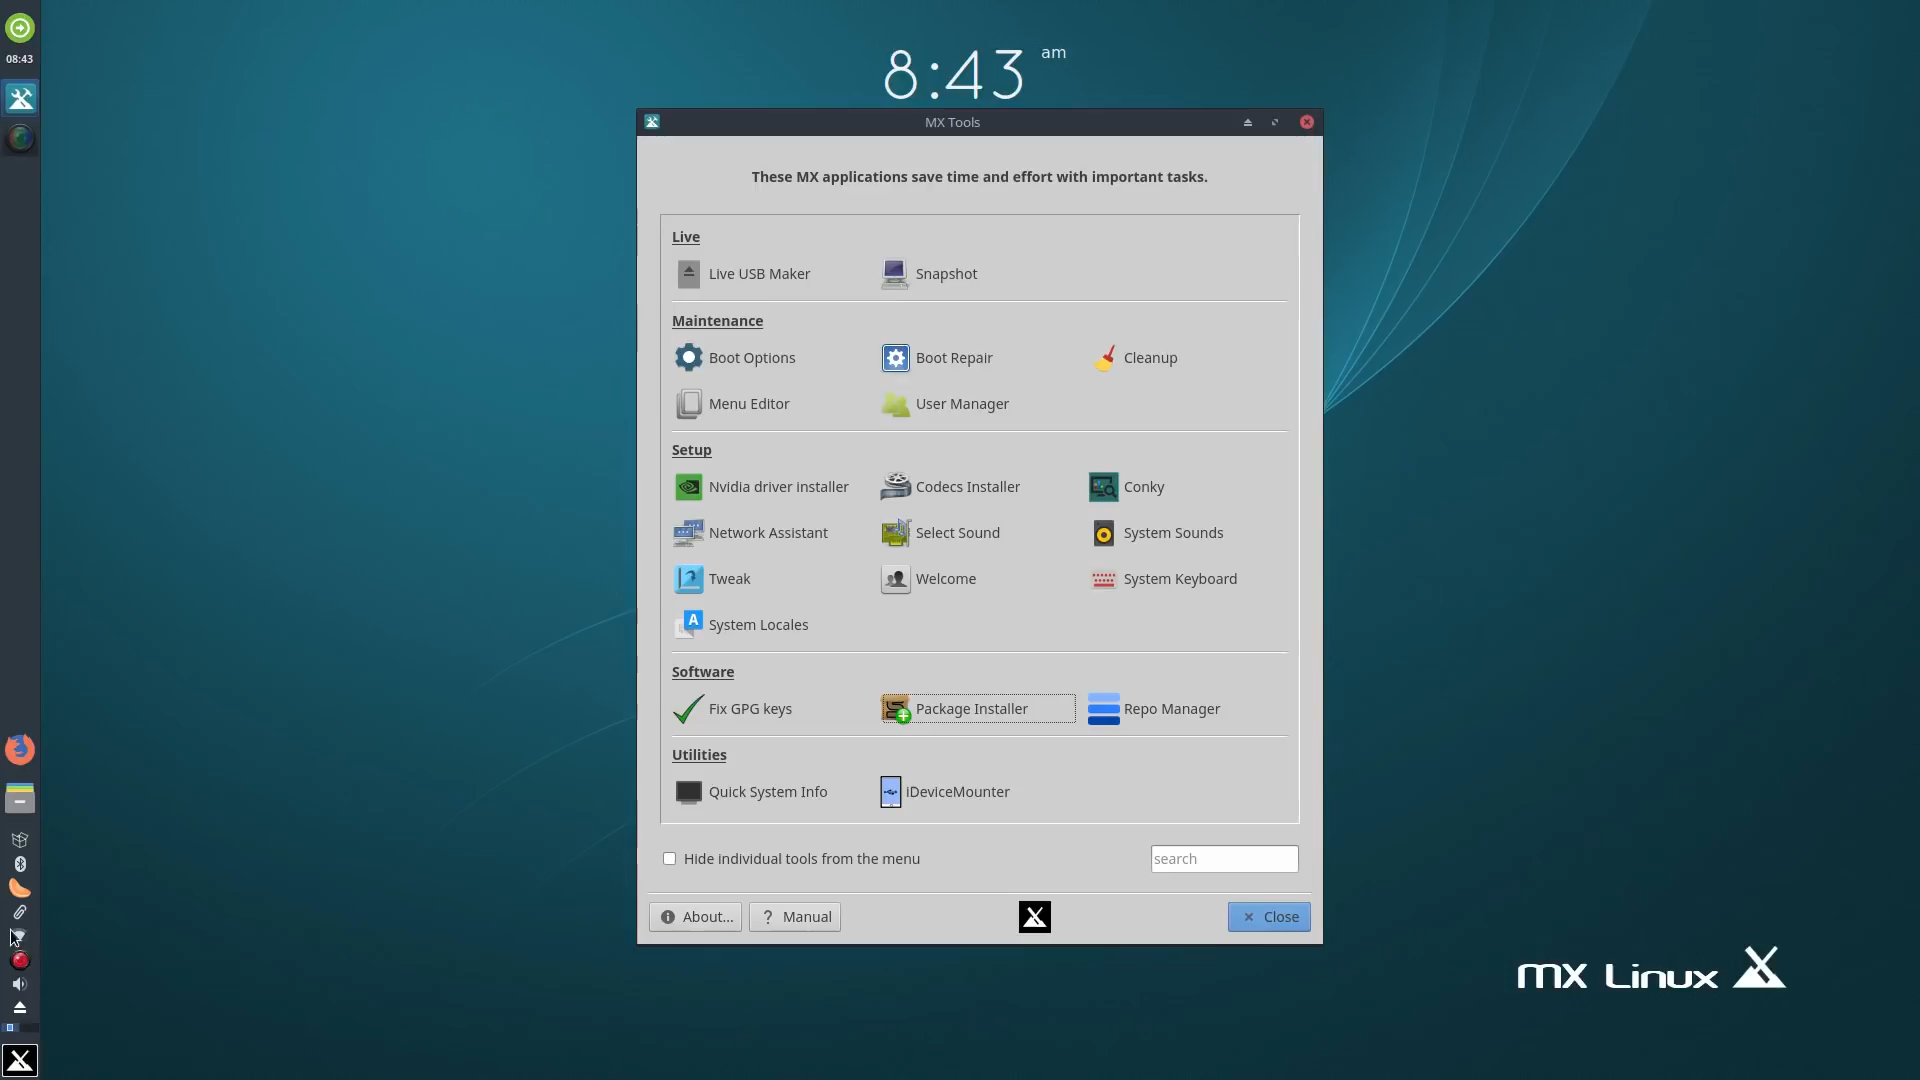 08:43
8:43 am
MX Tools
These MX applications save time and effort with important tasks.
Live
Live USB Maker Snapshot
Maintenance
Boot Options Boot Repair Cleanup
Menu Editor User Manager
Setup
Nvidia driver installer Codecs Installer Conky
Network Assistant Select Sound System Sounds
Tweak Welcome System Keyboard
A System Locales
Software
Fix GPG keys Package Installer Repo Manager
Utilities
Quick System Info iDeviceMounter
Hide individual tools from the menu search
About... ? Manual Close
mx Linux